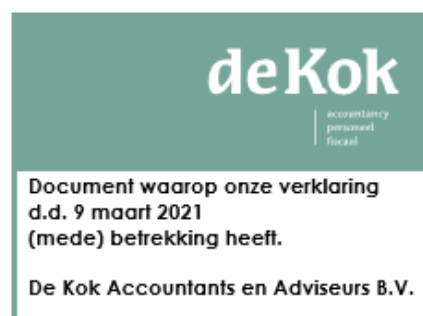 deKok
accountancy
personeel
fiscaal
Document waarop onze verklaring
d.d. 9 maart 2021
(mede) betrekking heeft.
De Kok Accountants en Adviseurs B.V.